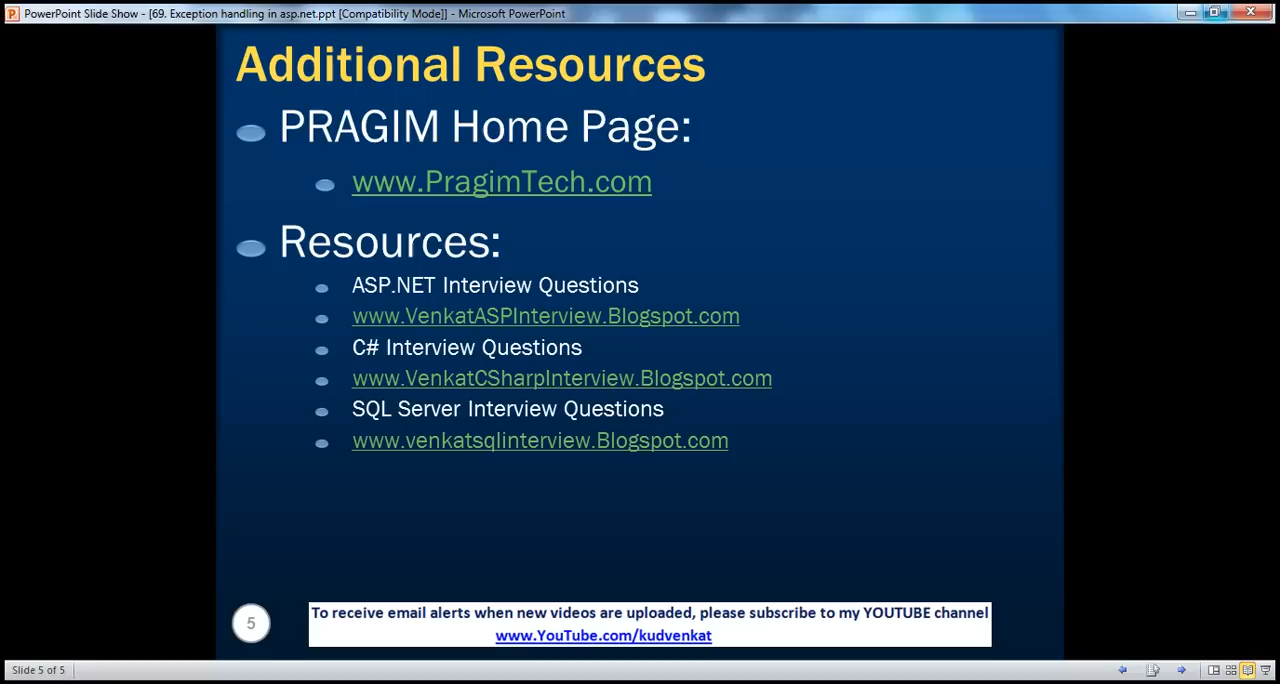 PowerPoint Slide Show - [69. Exception handling in asp.net.ppt [Compatibility Mode]] - Microsoft PowerPoint
Additional Resources
PRAGIM Home Page:
www.PragimTech.com
Resources:
ASP.NET Interview Questions
www.VenkatASPInterview.Blogspot.com
C# Interview Questions
www.VenkatCSharpInterview.Blogspot.com
SQL Server Interview Questions
www.venkatsqlinterview.Blogspot.com
5
To receive email alerts when new videos are uploaded, please subscribe to my YOUTUBE channel
www.YouTube.com/kudvenkat
Slide 5 of 5